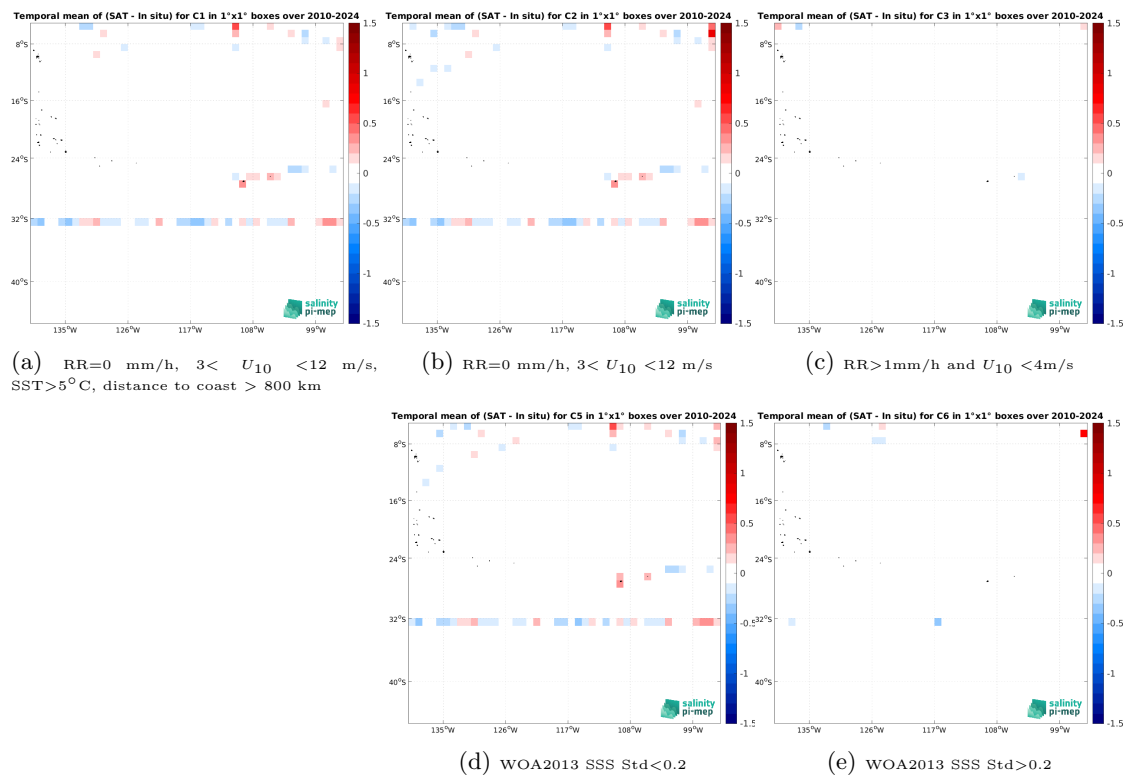 Temporal mean of (SAT - In situ) for C1 in 1°x1° boxes over 2010-2024
8°S
16°S
24°S
32°S
40°S
135°W
126°W
117°W
108°W
99°W
1.5
1
0.5
0
-0.5
-1
-1.5
salinity
pi-mep
(a) RR=0 mm/h, 3< U10 <12 m/s,
SST>5°C, distance to coast > 800 km
Temporal mean of (SAT - In situ) for C2 in 1°x1° boxes over 2010-2024
8°S
16°S
24°S
32°S
40°S
135°W
126°W
117°W
108°W
99°W
1.5
1
0.5
0
-0.5
-1
-1.5
salinity
pi-mep
(b) RR=0 mm/h, 3< U10 <12 m/s
Temporal mean of (SAT - In situ) for C3 in 1°x1° boxes over 2010-2024
8°S
16°S
24°S
32°S
40°S
135°W
126°W
117°W
108°W
99°W
1.5
1
0.5
0
-0.5
-1
-1.5
salinity
pi-mep
(c) RR>1mm/h and U10 <4m/s
Temporal mean of (SAT - In situ) for C5 in 1°x1° boxes over 2010-2024
8°S
16°S
24°S
32°S
40°S
135°W
126°W
117°W
108°W
99°W
1.5
1
0.5
0
-0.5
-1
-1.5
salinity
pi-mep
(d) WOA2013 SSS Std<0.2
Temporal mean of (SAT - In situ) for C6 in 1°x1° boxes over 2010-2024
8°S
16°S
24°S
32°S
40°S
135°W
126°W
117°W
108°W
99°W
1.5
1
0.5
0
-0.5
-1
-1.5
salinity
pi-mep
(e) WOA2013 SSS Std>0.2